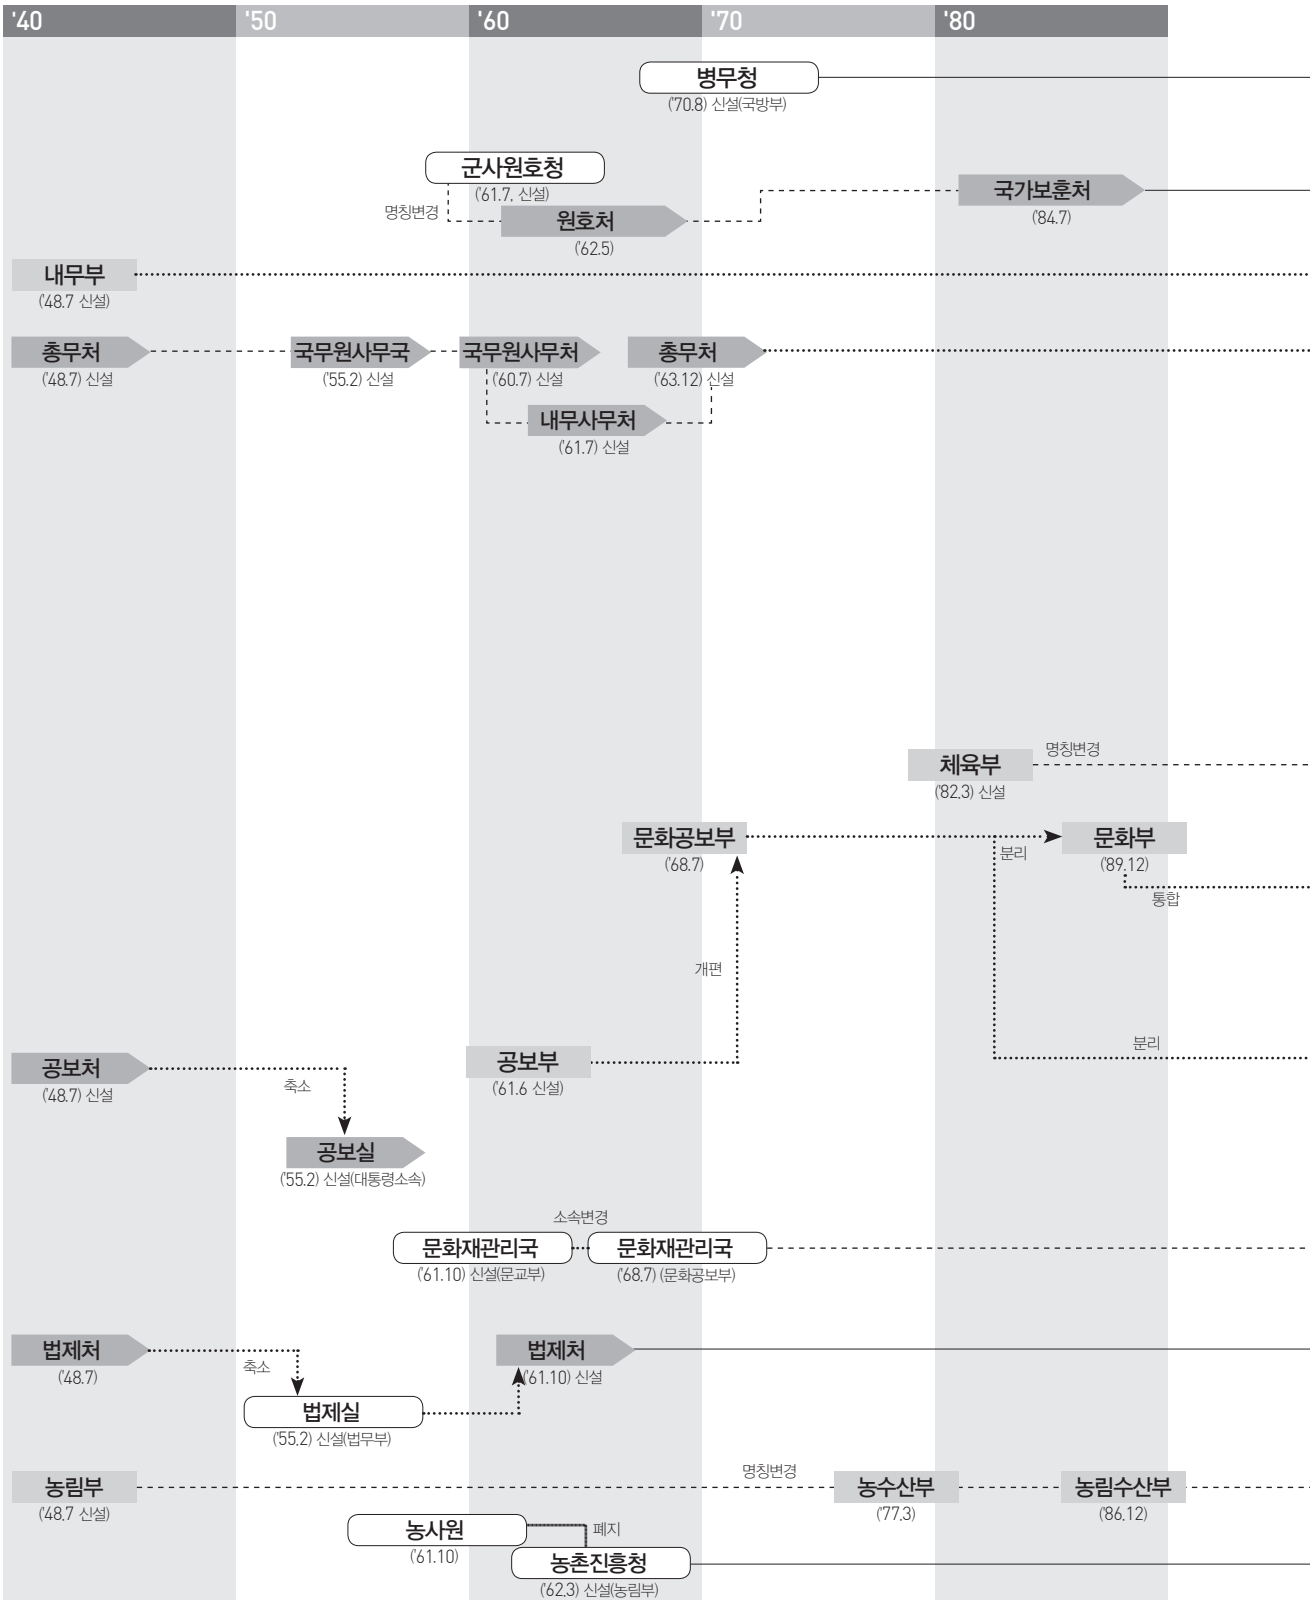 '40 '50 '60 '70 '80
병무청
('70.8) 신설(국방부)
군사원호청
('61.7. 신설)
명칭변경
원호처
('62.5)
국가보훈처
('84.7)
내무부
('48.7 신설)
총무처
('48.7) 신설
국무원사무국
('55.2) 신설
국무원사무처
('60.7) 신설
총무처
('63.12) 신설
내무사무처
('61.7) 신설
체육부
('82.3) 신설
명칭변경
문화공보부
('68.7)
분리
문화부
('89.12)
통합
개편
분리
공보처
('48.7) 신설
축소
공보부
('61.6 신설)
공보실
('55.2) 신설(대통령소속)
소속변경
문화재관리국
('61.10) 신설(문교부)
문화재관리국
('68.7) (문화공보부)
법제처
('48.7)
축소
법제실
('55.2) 신설(법무부)
법제처
('61.10) 신설
농림부
('48.7 신설)
명칭변경
농수산부
('77.3)
농림수산부
('86.12)
농사원
('61.10)
폐지
농촌진흥청
('62.3) 신설(농림부)